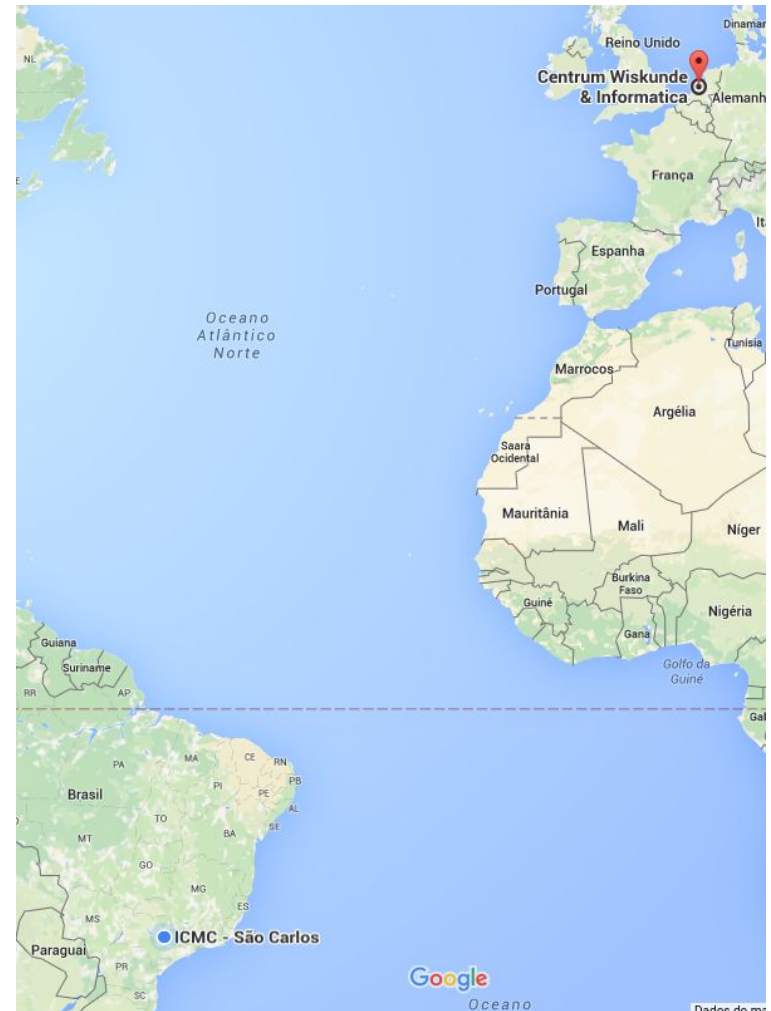 Dinamar
NL
Reino Unido
Centrum Wiskunde
& Informatica
Alemanh
França
It
E
Espanha
Portugal
Oceano
Atlântico
Norte
Tunísia
Marrocos
Argélia
Saara
Ocidental
Mauritânia
Mali
Níger
Burkina
Faso
Guiné
Nigéria
Gana
Guiana
Suriname
Golfo da
Guiné
RR
AP
Gal
PA
MA
CE
RN
PB
PI
PE
AL
Brasil
TO
SE
BA
MT
GO
MG
ES
MS
ICMC - São Carlos
Paraguai
PR
SC
Google
Oceano
Dados do ma